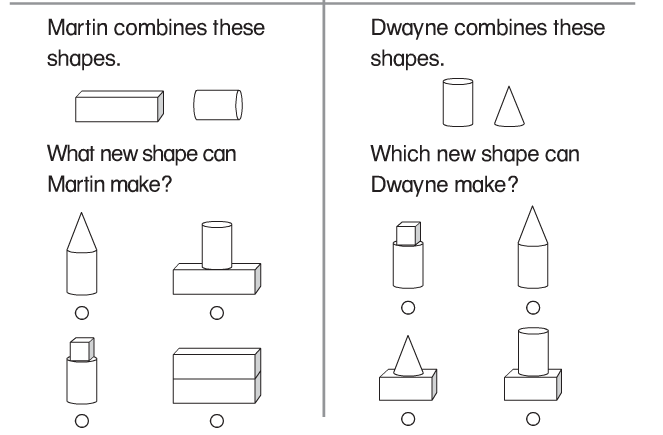 Martin combines these
shapes.
What new shape can
Martin make?
Dwayne combines these
shapes.
Which new shape can
Dwayne make?